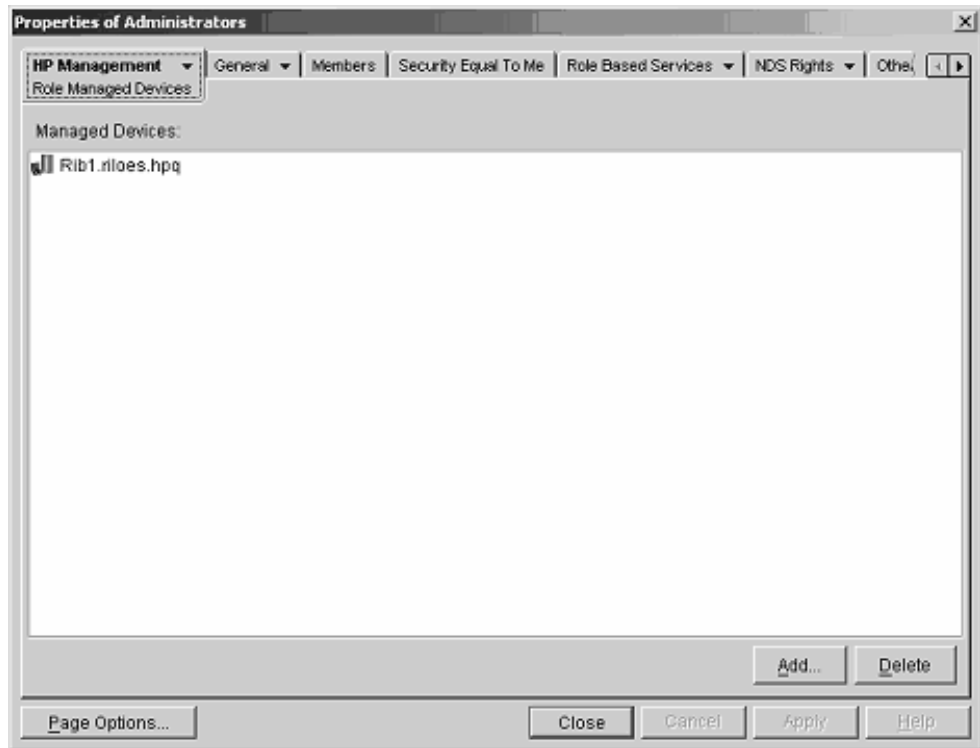 Properties of Administrators
HP Management General Members Security Equal To Me Role Based Services NDS Rights Other
Role Managed Devices
Managed Devices:
Rib1.riloes.hpq
Add... Delete
Page Options... Close Cancel Apply Help